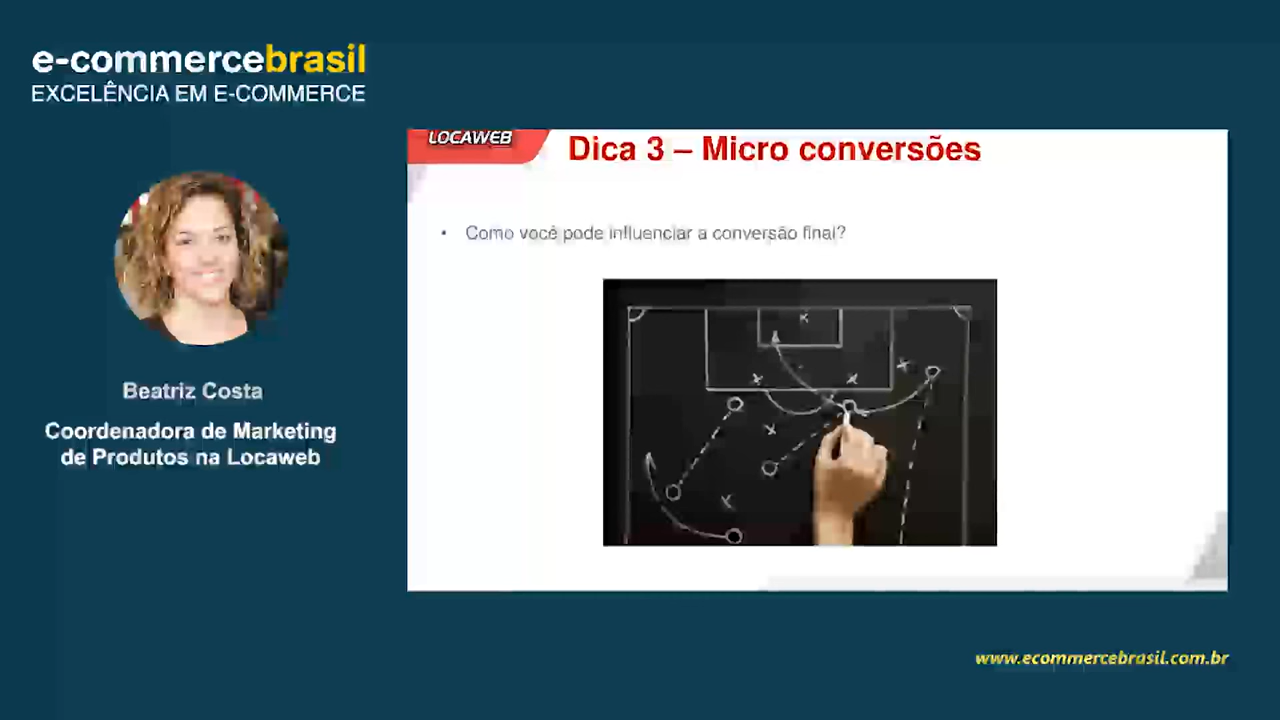 e-commercebrasil
EXCELÊNCIA EM E-COMMERCE
LOCAWEB
Dica 3 – Micro conversões
• Como você pode influenciar a conversão final?
Beatriz Costa
Coordenadora de Marketing
de Produtos na Locaweb
www.ecommercebrasil.com.br